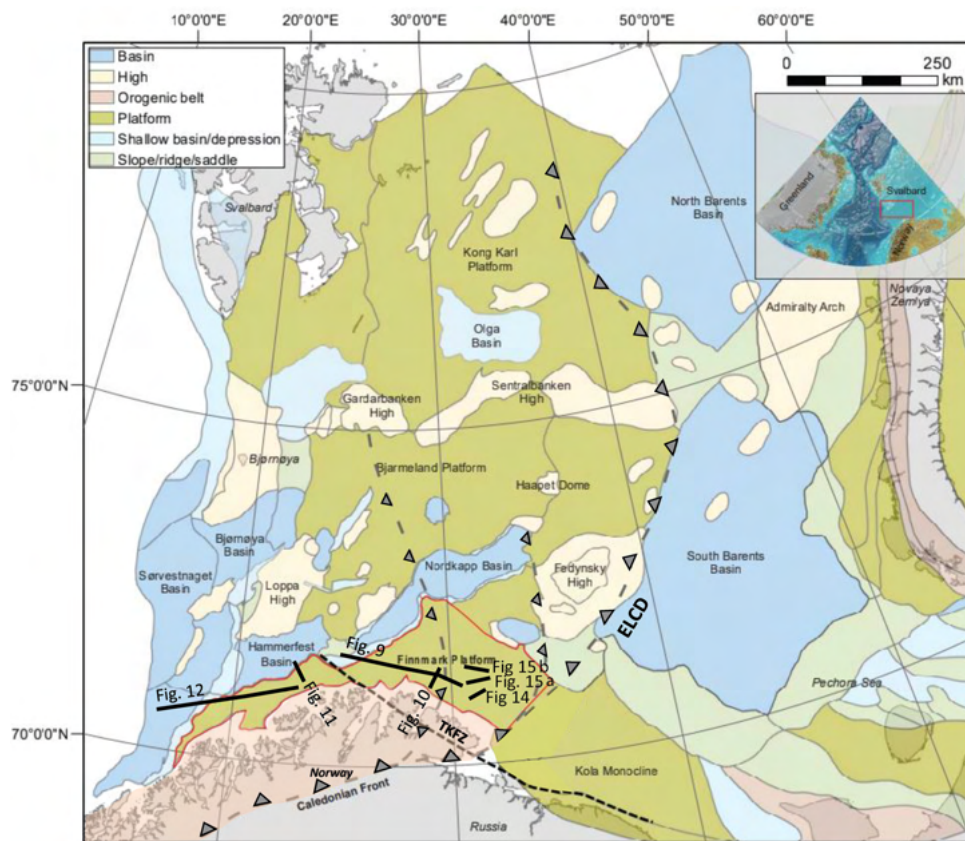 10°0'0"E
20°0'0"E
30°0'0"E
40°0'0"E
50°0'0"E
60°0'0"E
Basin
High
Orogenic belt
Platform
Shallow basin/depression
Slope/ridge/saddle
0
250
km
Greenland
Svalbard
Norway
Svalbard
North Barents
Basin
Kong Karl
Platform
Novaya
Zemlya
Admiralty Arch
Olga
Basin
75°0'0"N
Sentralbanken
High
Gardarbanken
High
Bjørnøya
Bjarmeland Platform
Haapet Dome
Bjørnøya
Basin
Sørvestnaget
Basin
Nordkapp Basin
Fedynsky
High
South Barents
Basin
Loppa
High
ELCD
Hammerfest
Basin
Fig. 9
Finnmark Platform
Fig 15 b
Fig. 15 a
Fig 14
Fig. 12
Fig. 11
Fig. 10
Pechora Sea
70°0'0"N
TKFZ
Norway
Caledonian Front
Kola Monocline
Russia